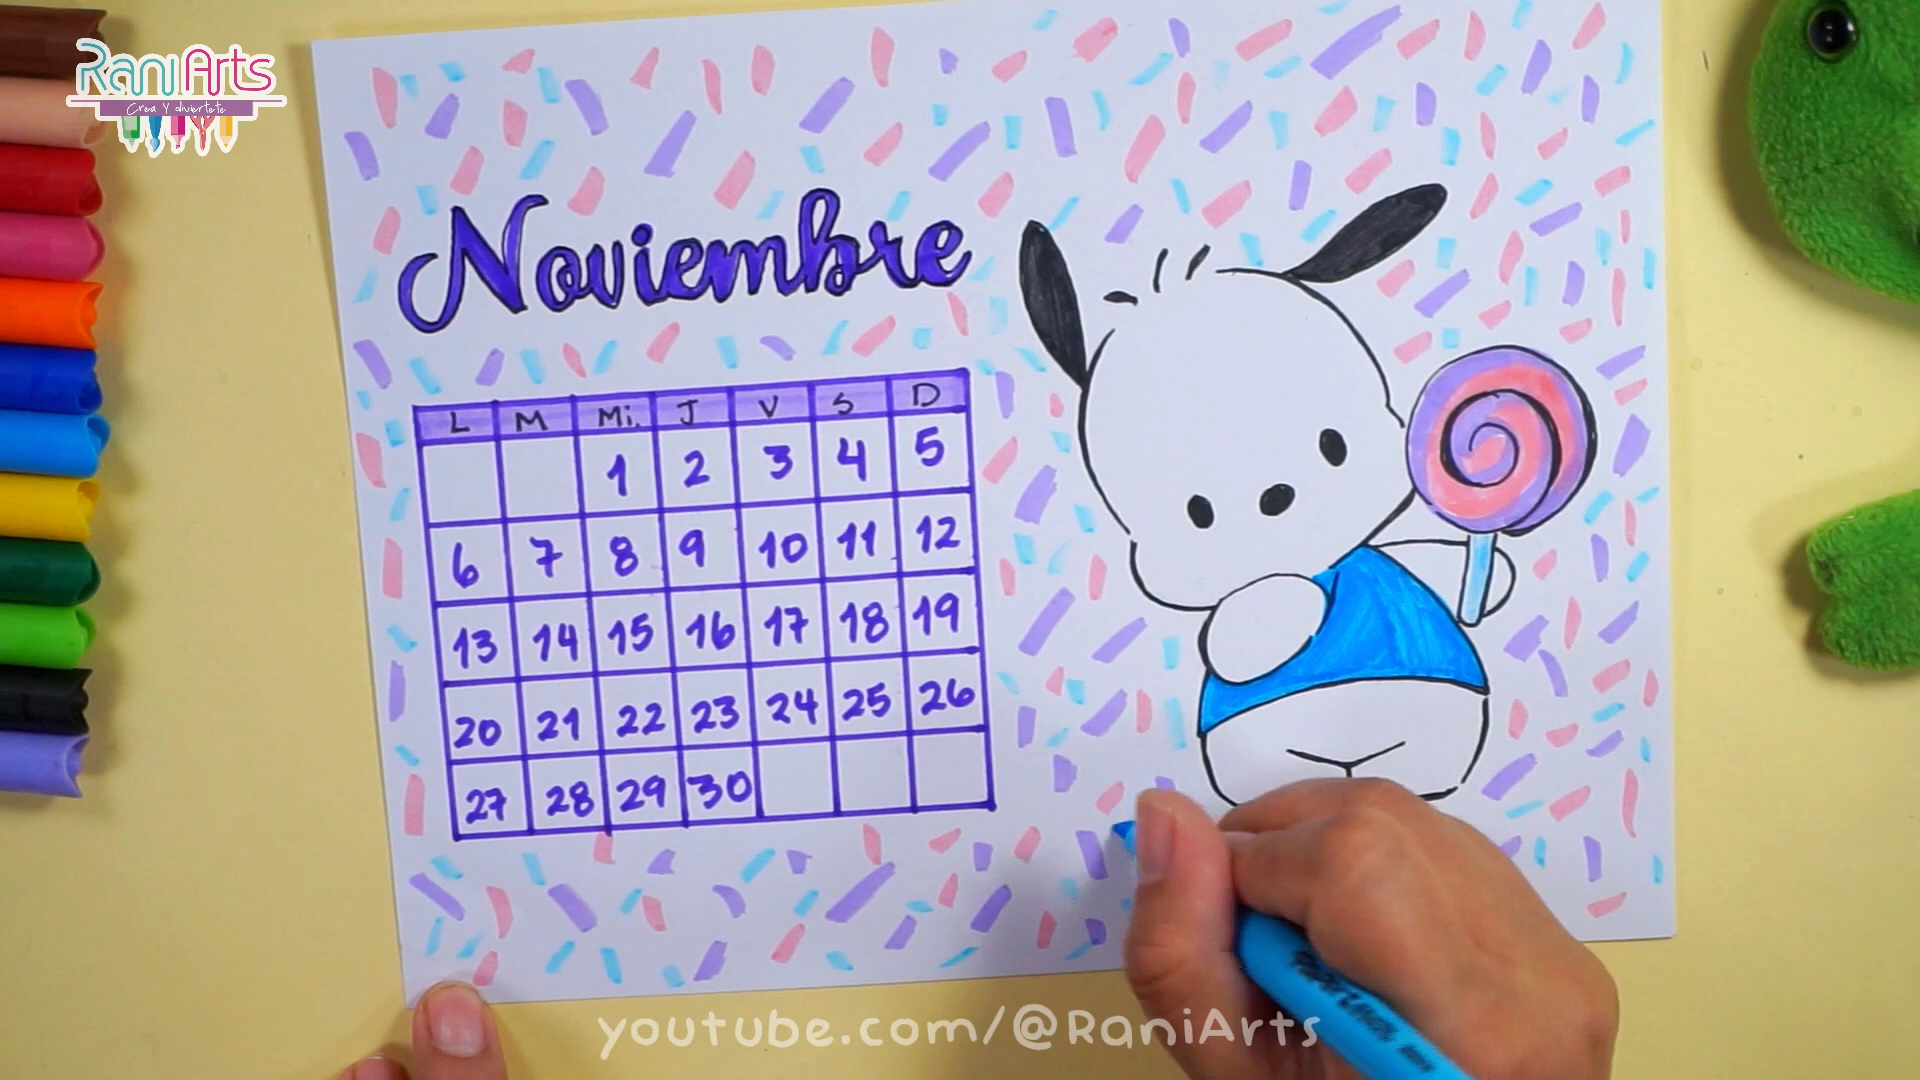 RaniArts
Crea Y diviertete
Noviembre
L M Mi. J V S D
1 2 3 4 5
6 7 8 9 10 11 12
13 14 15 16 17 18 19
20 21 22 23 24 25 26
27 28 29 30
youtube.com/@RaniArts